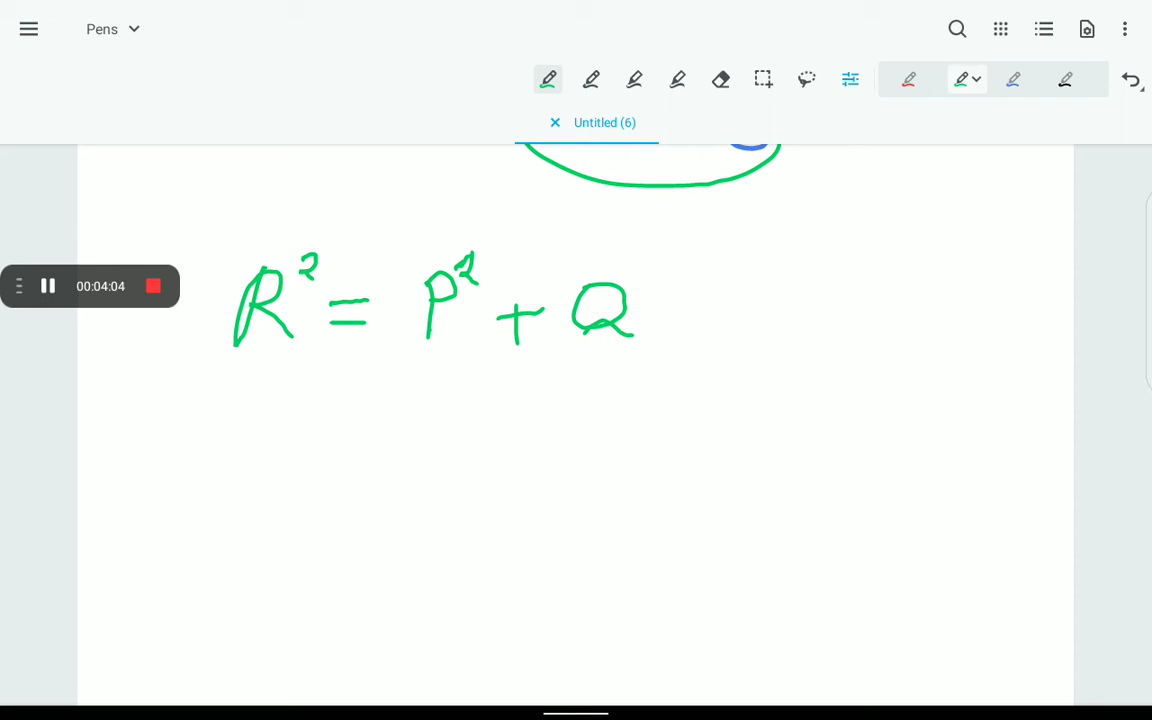 Pens
Untitled (6)
00:04:04
R² = P² + Q